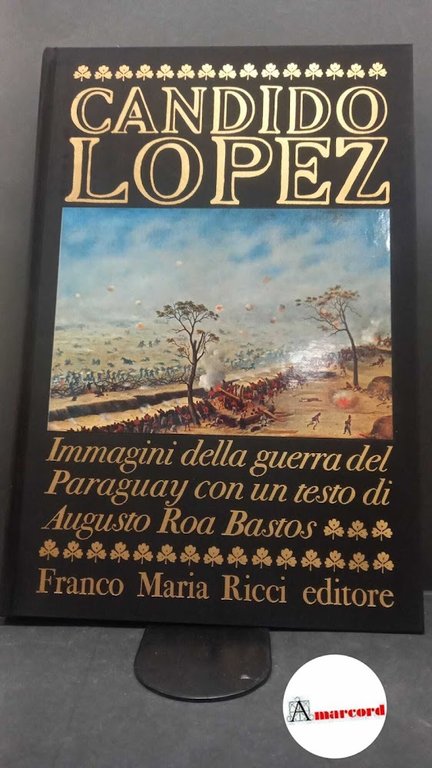 CANDIDO
LOPEZ
Immagini della guerra del
Paraguay con un testo di
Augusto Roa Bastos
Franco Maria Ricci editore
Amarcord